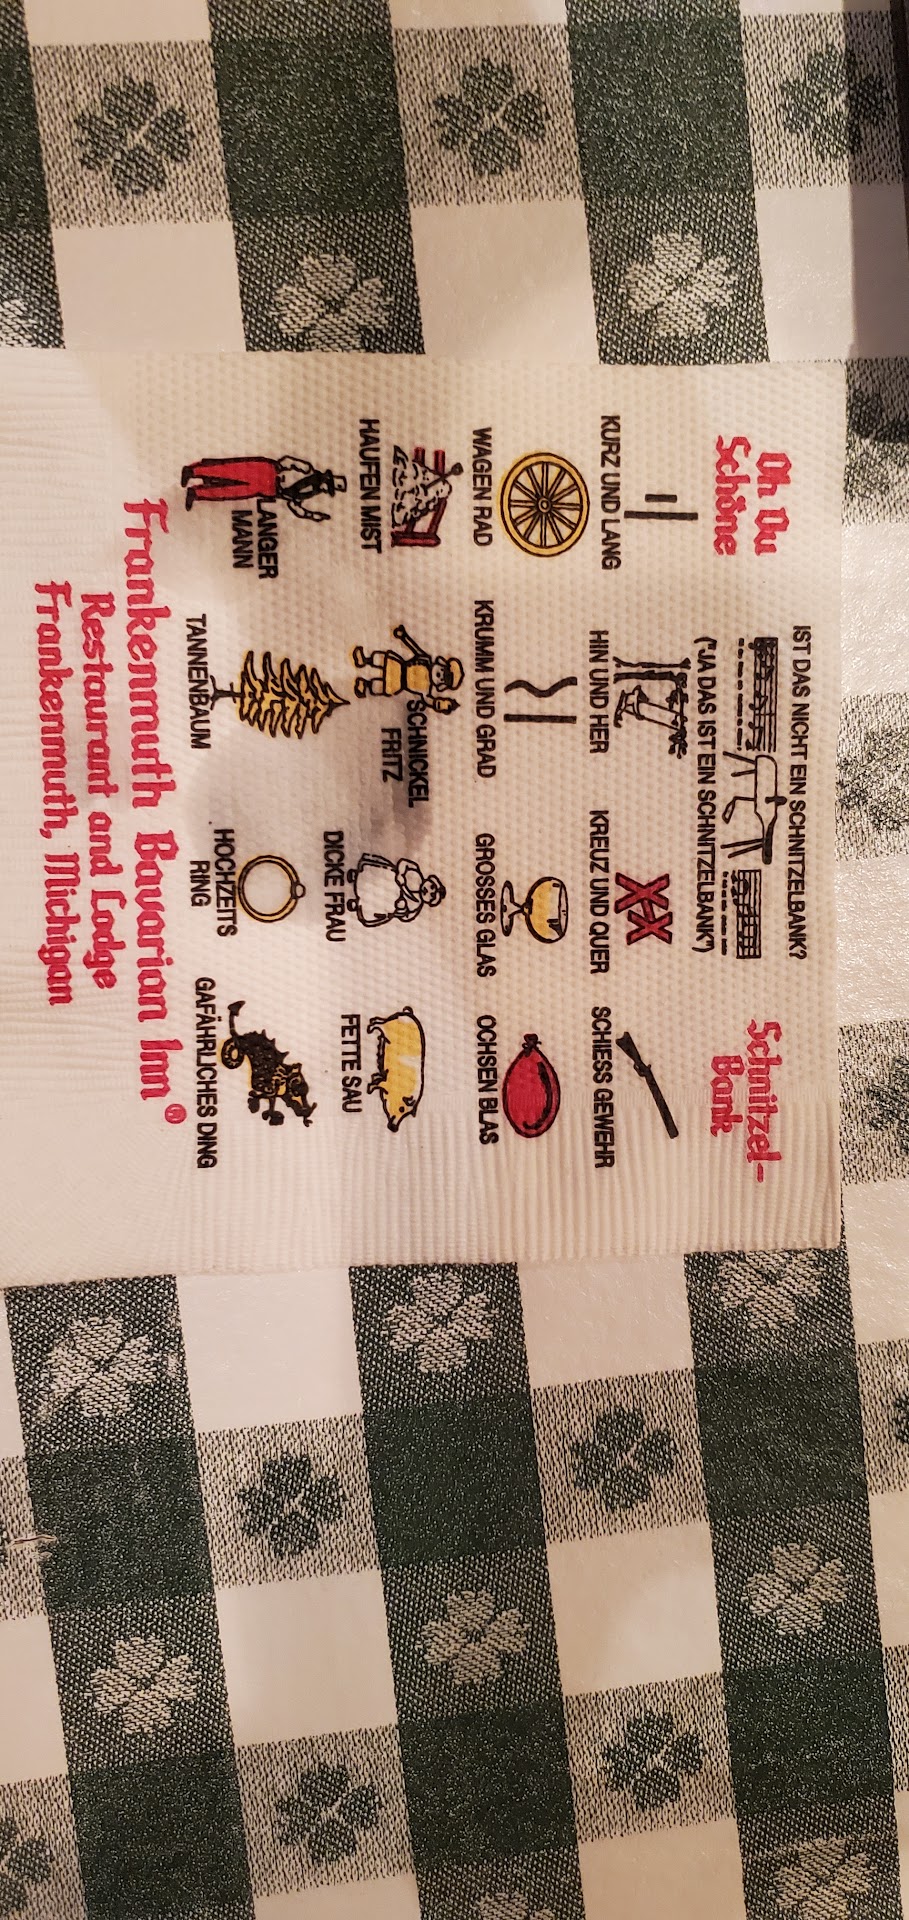 Oh Du
Schöne
IST DAS NICHT EIN SCHNITZELBANK?
("JA DAS IST EIN SCHNITZELBANK")
Schnitzel-
Bank
KURZ UND LANG
HIN UND HER
KREUZ UND QUER
SCHIESS GEWEHR
WAGEN RAD
KRUMM UND GRAD
GROSSES GLAS
OCHSEN BLAS
HAUFEN MIST
SCHNICKEL
FRITZ
DICKE FRAU
FETTE SAU
LANGER
MANN
TANNENBAUM
HOCHZEITS
RING
GAFÄHRLICHES DING
Frankenmuth Bavarian Inn®
Restaurant and Lodge
Frankenmuth, Michigan